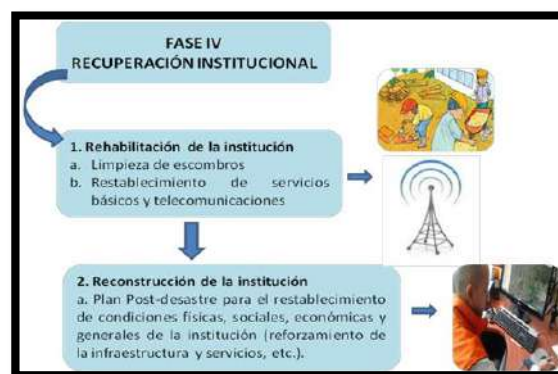 FASE IV
RECUPERACIÓN INSTITUCIONAL
1. Rehabilitación de la institución
a. Limpieza de escombros
b. Restablecimiento de servicios
básicos y telecomunicaciones
2. Reconstrucción de la institución
a. Plan Post-desastre para el restablecimiento
de condiciones físicas, sociales, económicas y
generales de la institución (reforzamiento de
la infraestructura y servicios, etc.).